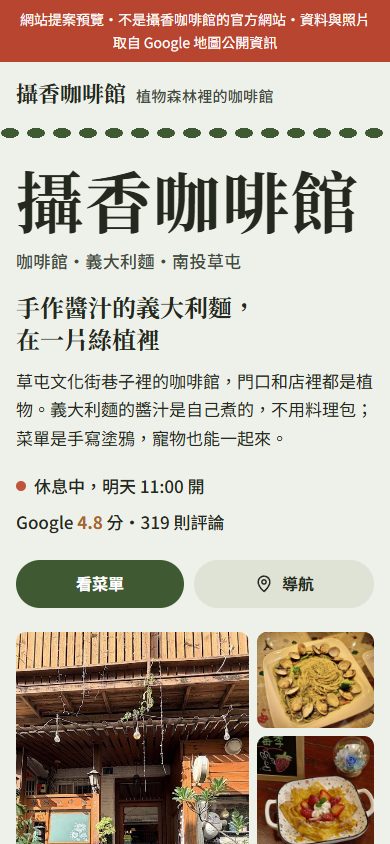 網站提案預覽・不是攝香咖啡館的官方網站・資料與照片
取自 Google 地圖公開資訊
攝香咖啡館 植物森林裡的咖啡館
攝香咖啡館
咖啡館・義大利麵・南投草屯
手作醬汁的義大利麵，
在一片綠植裡
草屯文化街巷子裡的咖啡館，門口和店裡都是植
物。義大利麵的醬汁是自己煮的，不用料理包；
菜單是手寫塗鴉，寵物也能一起來。
休息中，明天 11:00 開
Google 4.8 分・319 則評論
看菜單
導航